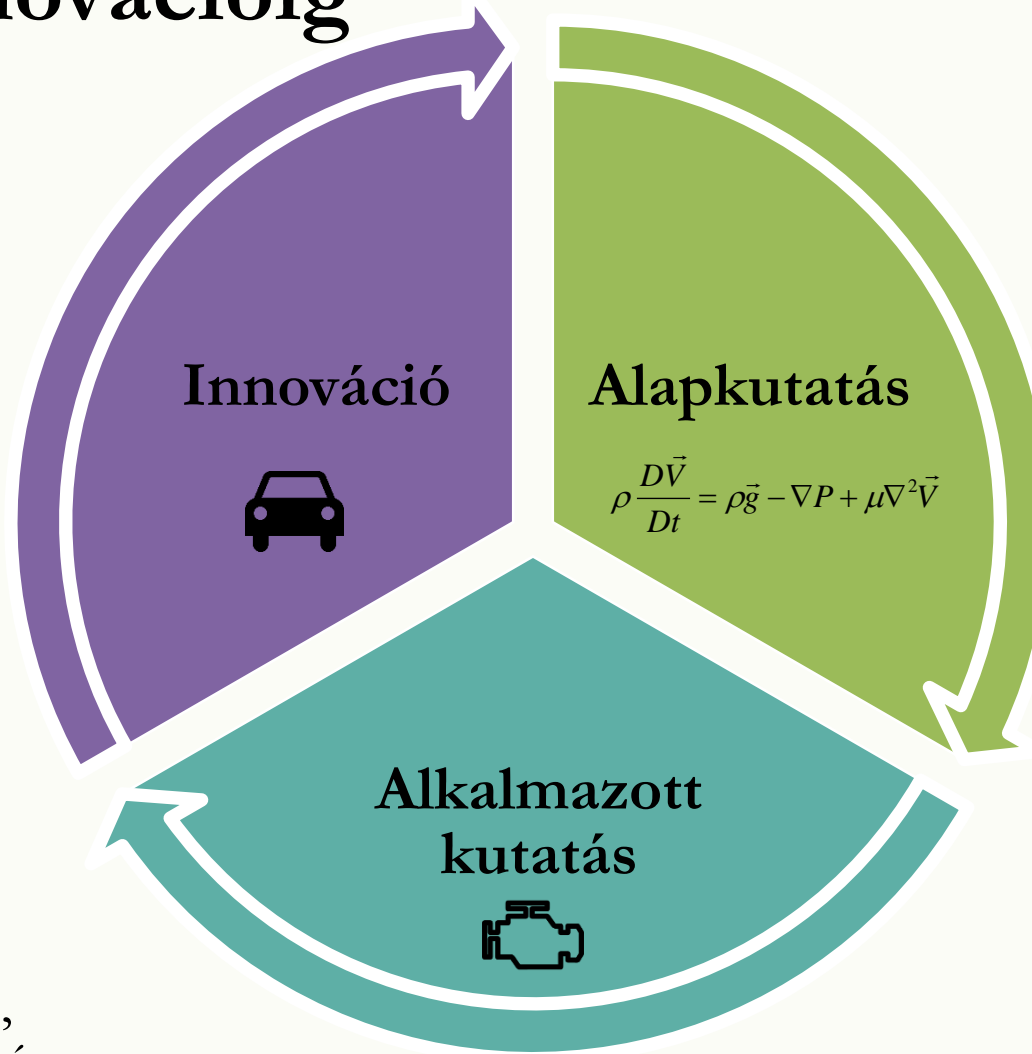 Innováció
Alapkutatás
ρ DV⃗/Dt = ρg⃗ − ∇P + μ∇²V⃗
Alkalmazott
kutatás